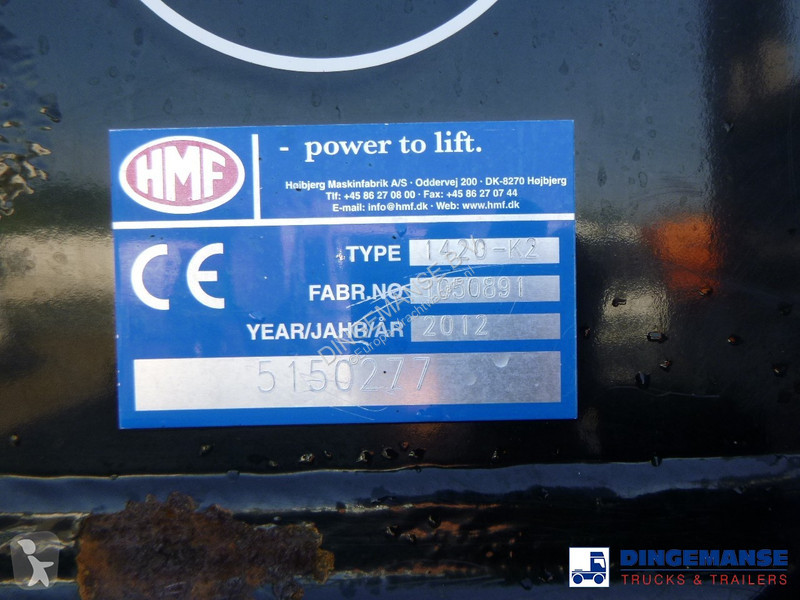 HMF
- power to lift.
Højbjerg Maskinfabrik A/S · Oddervej 200 · DK-8270 Højbjerg
Tlf: +45 86 27 08 00 · Fax: +45 86 27 07 44
E-mail: info@hmf.dk · Web: www.hmf.dk
CE
TYPE 1420-K2
FABR.NO 1050891
YEAR/JAHR/ÅR 2012
5150277
DINGEMANSE
TRUCKS & TRAILERS